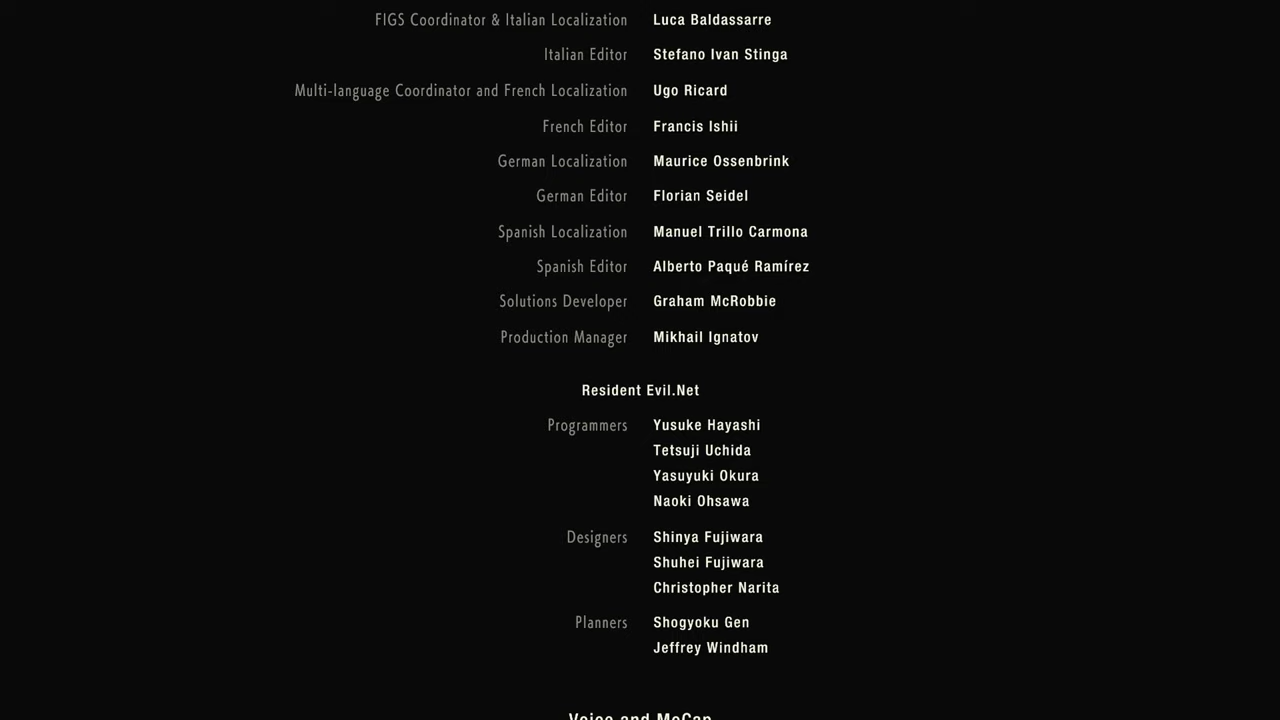 FIGS Coordinator & Italian Localization Luca Baldassarre
Italian Editor Stefano Ivan Stinga
Multi-language Coordinator and French Localization Ugo Ricard
French Editor Francis Ishii
German Localization Maurice Ossenbrink
German Editor Florian Seidel
Spanish Localization Manuel Trillo Carmona
Spanish Editor Alberto Paqué Ramírez
Solutions Developer Graham McRobbie
Production Manager Mikhail Ignatov
Resident Evil.Net
Programmers Yusuke Hayashi
Tetsuji Uchida
Yasuyuki Okura
Naoki Ohsawa
Designers Shinya Fujiwara
Shuhei Fujiwara
Christopher Narita
Planners Shogyoku Gen
Jeffrey Windham
Voice and MoCap